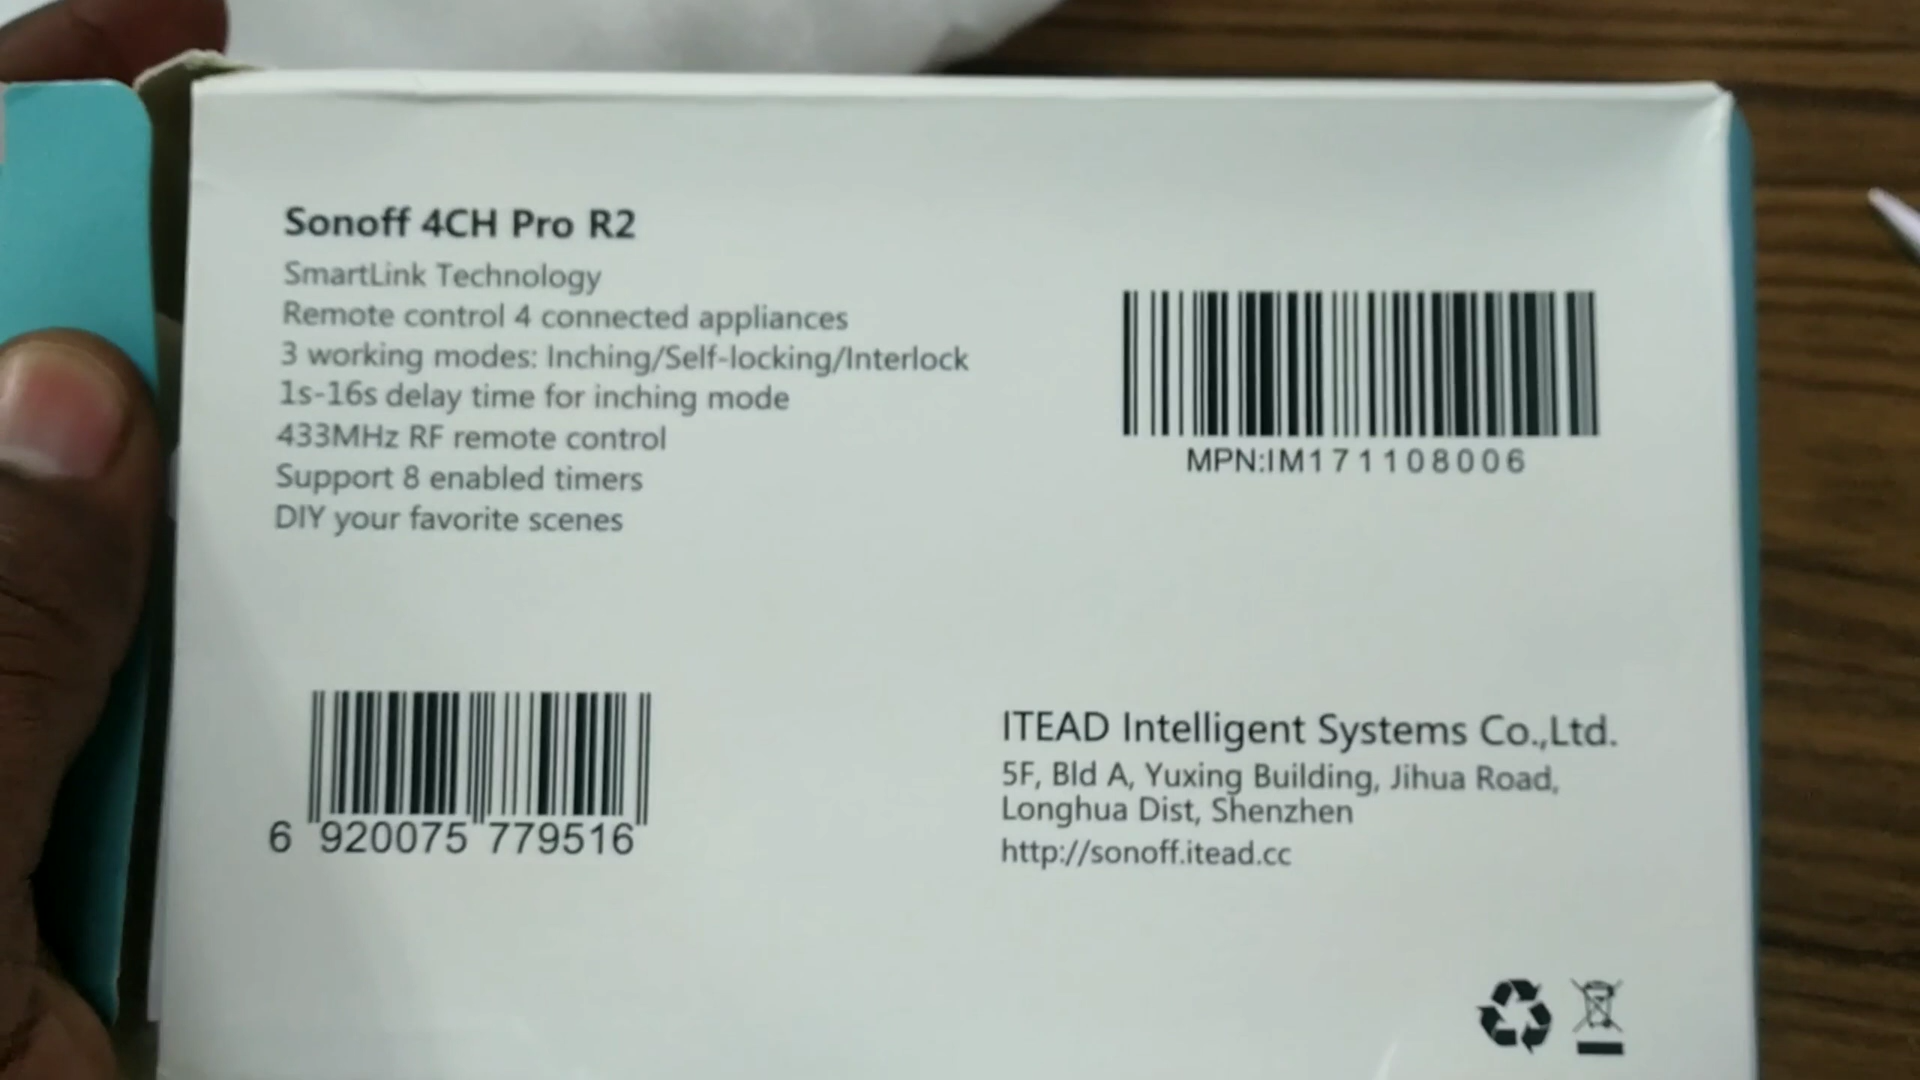 Sonoff 4CH Pro R2
SmartLink Technology
Remote control 4 connected appliances
3 working modes: Inching/Self-locking/Interlock
1s-16s delay time for inching mode
433MHz RF remote control
Support 8 enabled timers
DIY your favorite scenes
MPN:IM171108006
6 920075 779516
ITEAD Intelligent Systems Co.,Ltd.
5F, Bld A, Yuxing Building, Jihua Road,
Longhua Dist, Shenzhen
http://sonoff.itead.cc